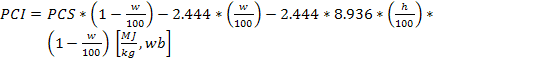 PCI = PCS * (1 − w/100) − 2.444 * (w/100) − 2.444 * 8.936 * (h/100) *
(1 − w/100) [MJ/kg, wb]